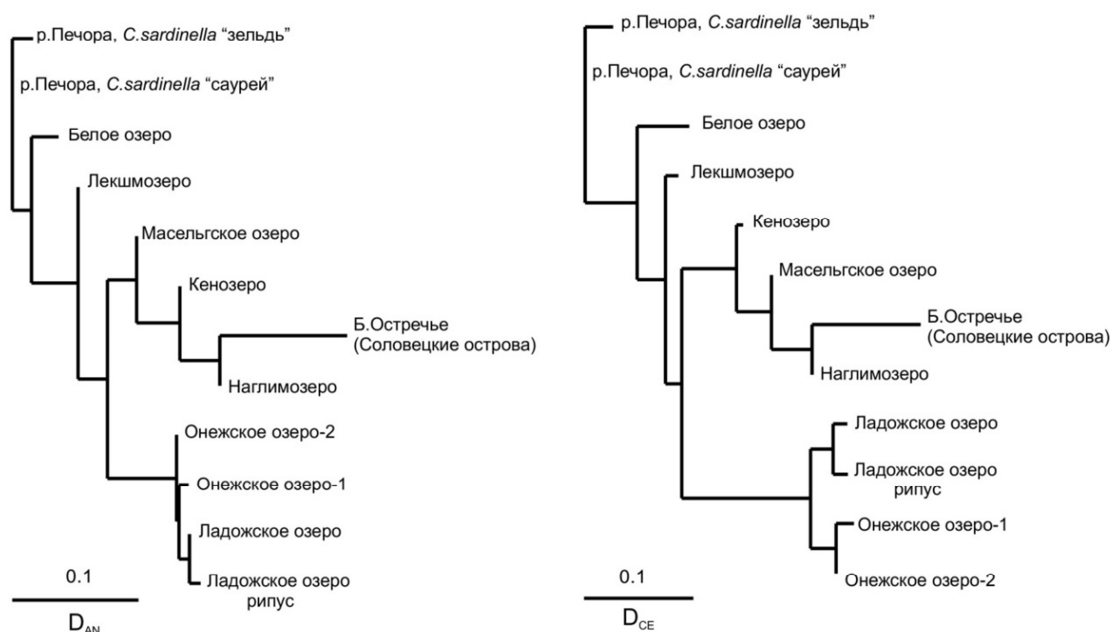 р.Печора, C.sardinella “зельдь”
р.Печора, C.sardinella “саурей”
Белое озеро
Лекшмозеро
Масельгское озеро
Кенозеро
Б.Остречье
(Соловецкие острова)
Наглимозеро
Онежское озеро-2
Онежское озеро-1
Ладожское озеро
Ладожское озеро
рипус
0.1
DAN
р.Печора, C.sardinella “зельдь”
р.Печора, C.sardinella “саурей”
Белое озеро
Лекшмозеро
Кенозеро
Масельгское озеро
Б.Остречье
(Соловецкие острова)
Наглимозеро
Ладожское озеро
Ладожское озеро
рипус
Онежское озеро-1
Онежское озеро-2
0.1
DCE